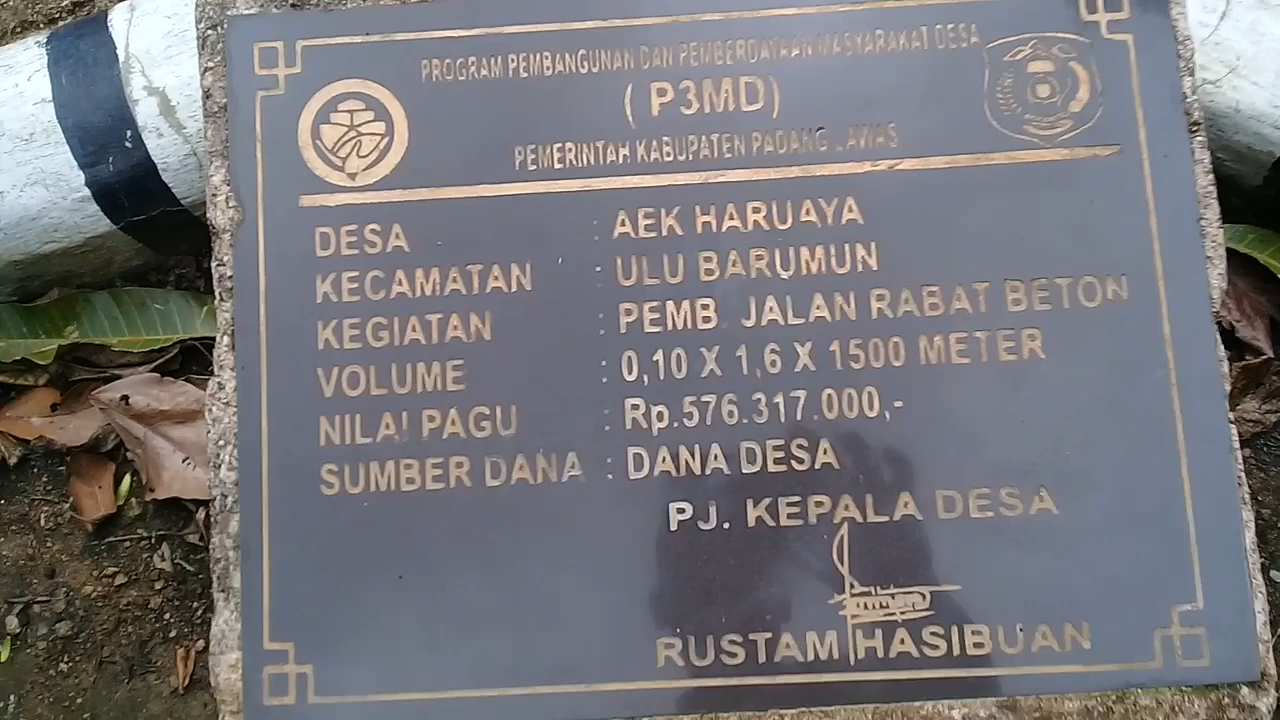 PROGRAM PEMBANGUNAN DAN PEMBERDAYAAN MASYARAKAT DESA
( P3MD )
PEMERINTAH KABUPATEN PADANG LAWAS
DESA : AEK HARUAYA
KECAMATAN : ULU BARUMUN
KEGIATAN : PEMB. JALAN RABAT BETON
VOLUME : 0,10 X 1,6 X 1500 METER
NILAI PAGU : Rp.576.317.000,-
SUMBER DANA : DANA DESA
PJ. KEPALA DESA
RUSTAM HASIBUAN